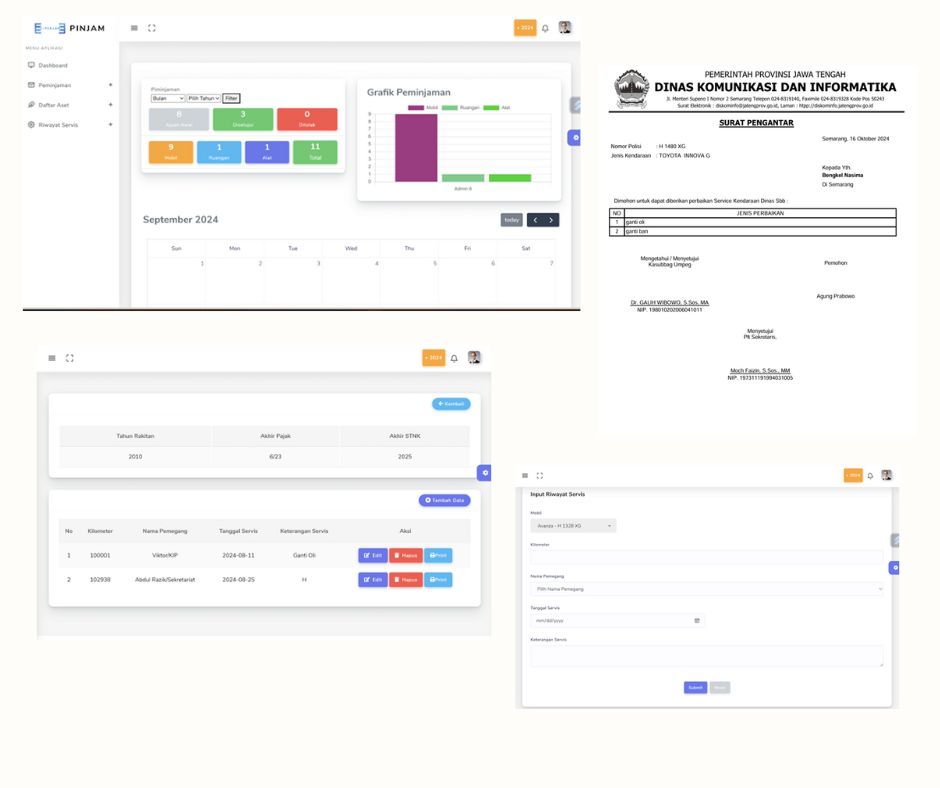 PINJAM
MENU APLIKASI
Dashboard
Peminjaman +
Daftar Aset +
Riwayat Servis +
2024
Peminjaman
Bulan Pilih Tahun Filter
8 3 0
Disetujui Ditolak
9 1 1 11
Mobil Ruangan Alat Total
Grafik Peminjaman
Mobil Ruangan Alat
9
8
7
6
5
4
3
2
1
0
Admin 8
September 2024
today
Sun Mon Tue Wed Thu Fri Sat
1 2 3 4 5 6 7
PEMERINTAH PROVINSI JAWA TENGAH
DINAS KOMUNIKASI DAN INFORMATIKA
Jl. Menteri Supeno I Nomor 2 Semarang Telepon 024-8319140, Faximile 024-8319328 Kode Pos 50243
Surat Elektronik : diskominfo@jatengprov.go.id, Laman :
SURAT PENGANTAR
Semarang, 16 Oktober 2024
Nomor Polisi : H 1480 XG
Jenis Kendaraan : TOYOTA INNOVA G
Kepada Yth.
Bengkel Nasima
Di Semarang
Dimohon untuk dapat diberikan perbaikan Service Kendaraan Dinas Sbb :
NO JENIS PERBAIKAN
1 ganti oli
2 ganti ban
Mengetahui / Menyetujui
Kasubbag Umpeg
Pemohon
Agung Prabowo
Dr. GALIH WIBOWO, S.Sos, MA
NIP. 198010202006041011
Menyetujui
Plt Sekretaris,
Moch Faizin, S.Sos., MM
NIP. 197311191994031005
2024
Kembali
Tahun Rakitan Akhir Pajak Akhir STNK
2010 6/23 2025
Tambah Data
No Kilometer Nama Pemegang Tanggal Servis Keterangan Servis Aksi
1 100001 Viktor/KIP 2024-08-11 Ganti Oli Edit Hapus Print
2 102938 Abdul Razik/Sekretariat 2024-08-25 H Edit Hapus Print
2024
Input Riwayat Servis
Mobil
Avanza - H 1328 XG
Kilometer
Nama Pemegang
Pilih Nama Pemegang
Tanggal Servis
mm/dd/yyyy
Keterangan Servis
Submit Reset